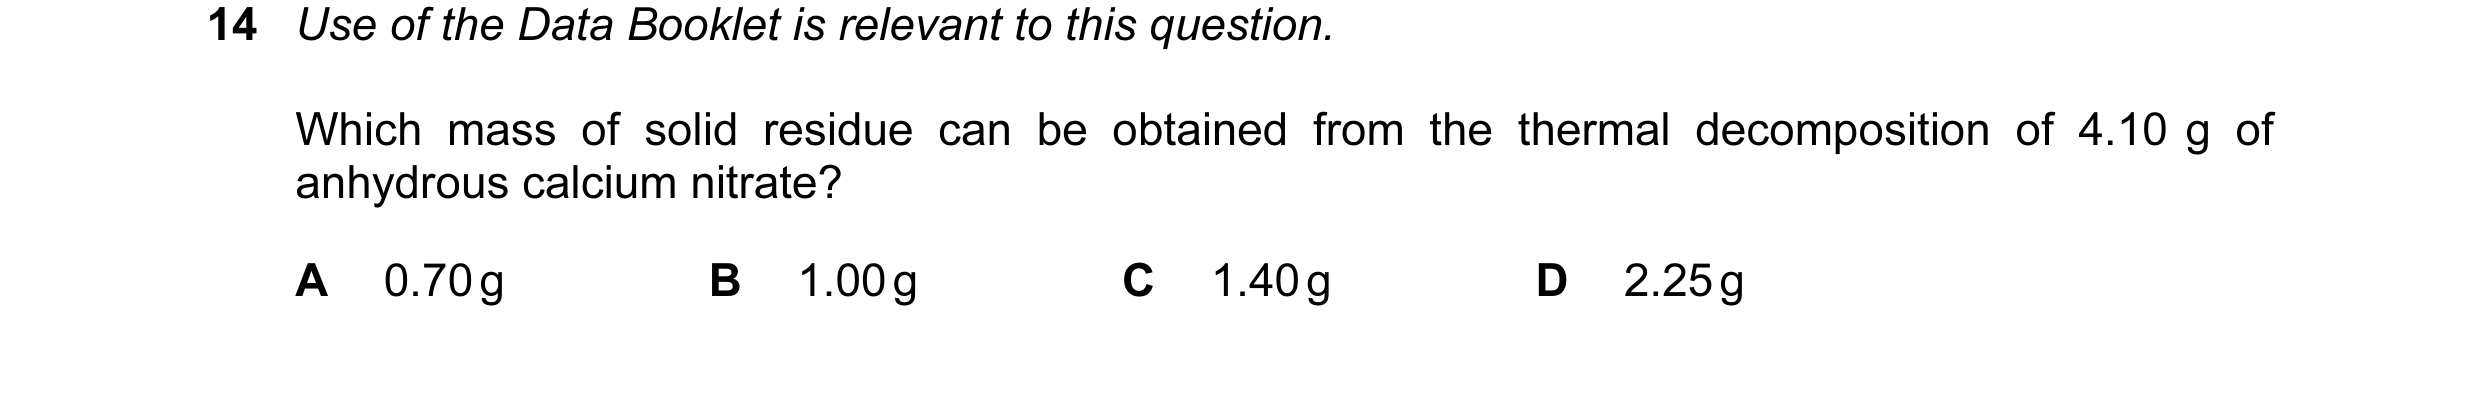 14 Use of the Data Booklet is relevant to this question.
Which mass of solid residue can be obtained from the thermal decomposition of 4.10 g of
anhydrous calcium nitrate?
A 0.70 g B 1.00 g C 1.40 g D 2.25 g